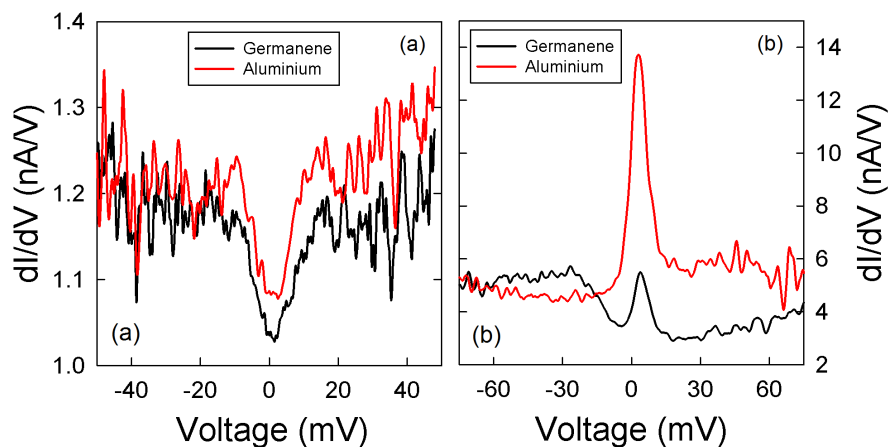 Germanene
Aluminium
(a)
(a)
1.4
1.3
1.2
1.1
1.0
dI/dV (nA/V)
-40
-20
0
20
40
Voltage (mV)
Germanene
Aluminium
(b)
(b)
14
12
10
8
6
4
2
dI/dV (nA/V)
-60
-30
0
30
60
Voltage (mV)